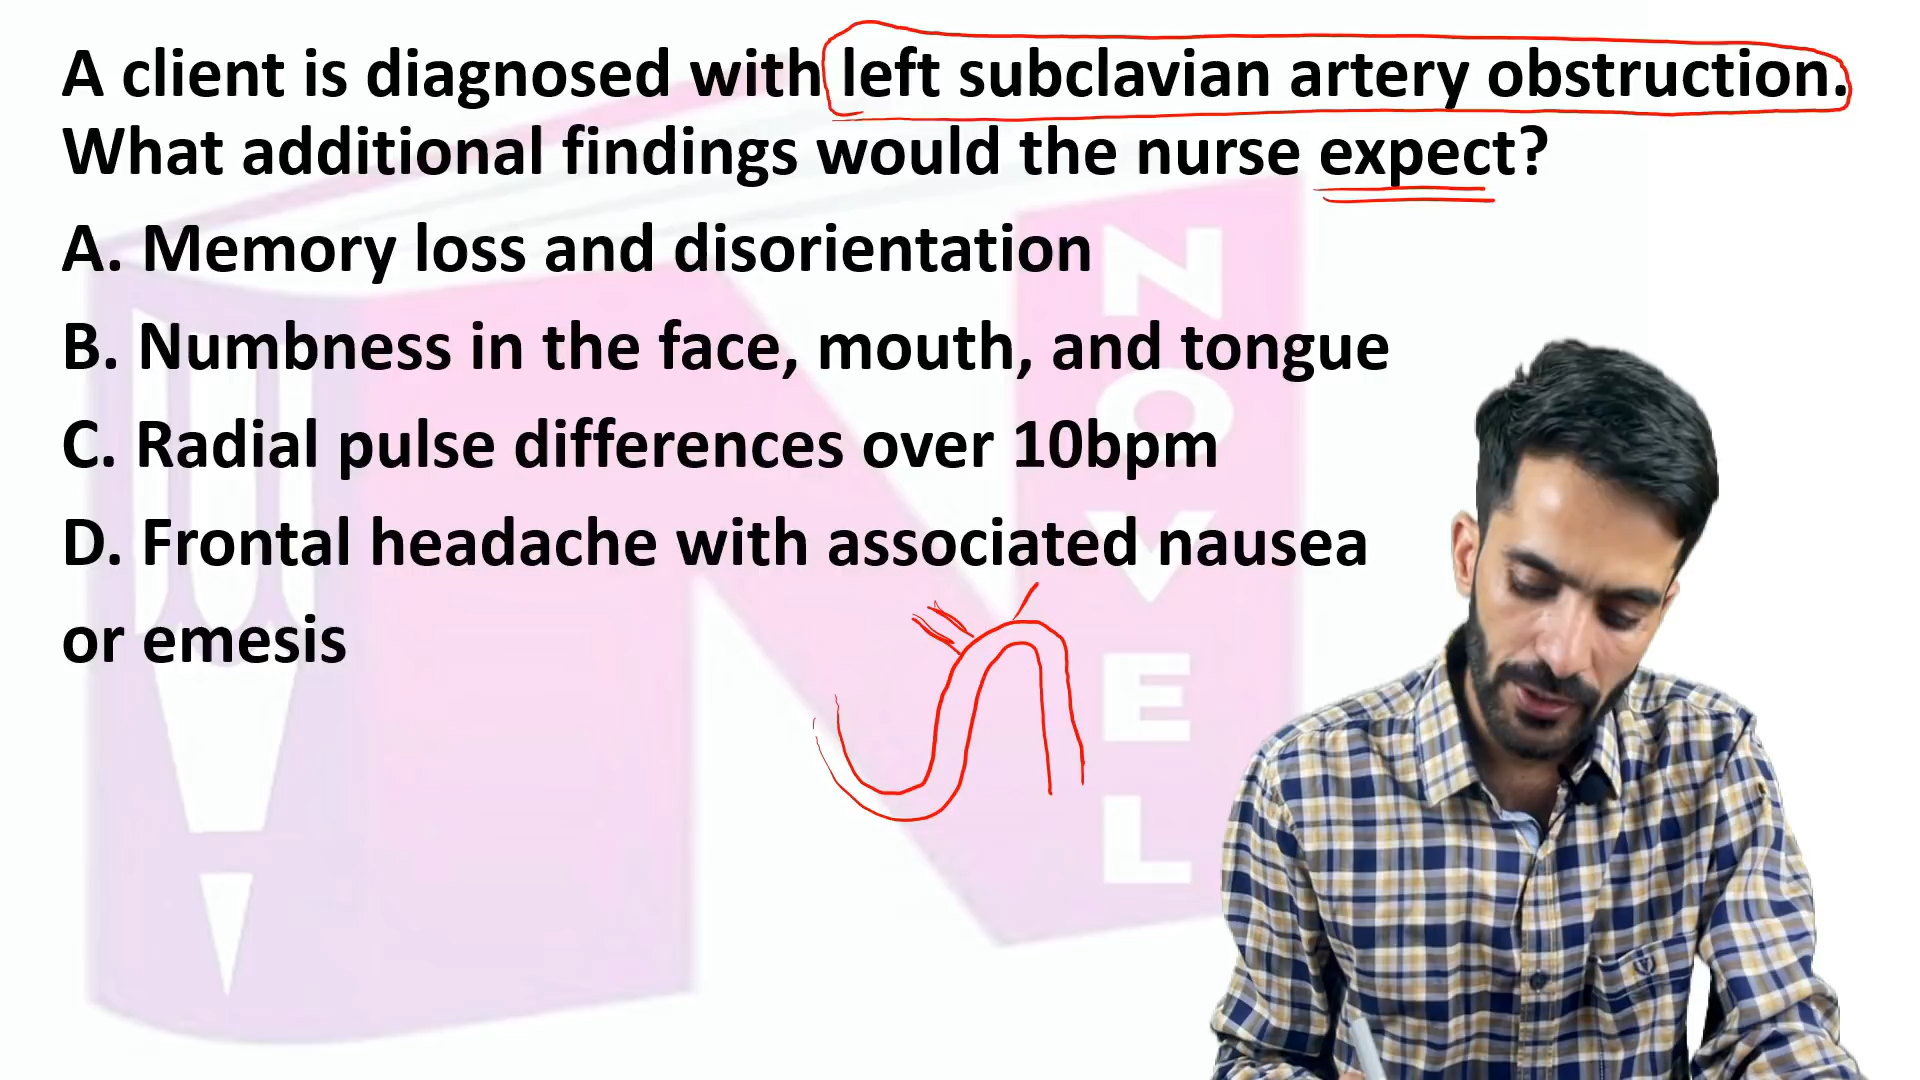 A client is diagnosed with left subclavian artery obstruction.
What additional findings would the nurse expect?
A. Memory loss and disorientation
B. Numbness in the face, mouth, and tongue
C. Radial pulse differences over 10bpm
D. Frontal headache with associated nausea
or emesis
NOVEL